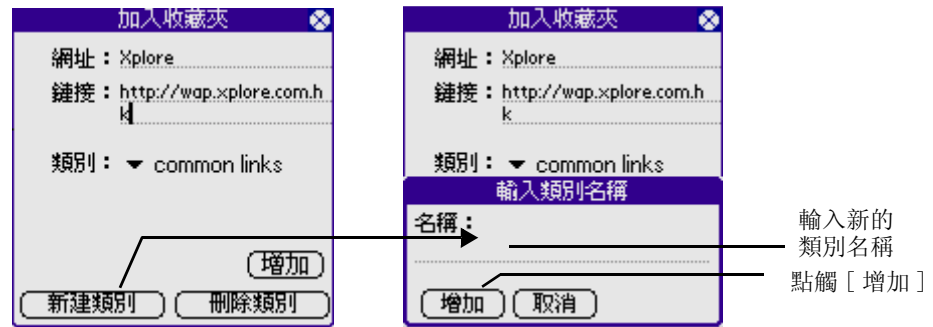 加入收藏夾
網址：Xplore
鏈接：http://wap.xplore.com.h
k
類別：common links
增加
新建類別 刪除類別
加入收藏夾
網址：Xplore
鏈接：http://wap.xplore.com.h
k
類別：common links
輸入類別名稱
名稱：
增加 取消
輸入新的
類別名稱
點觸 [ 增加 ]